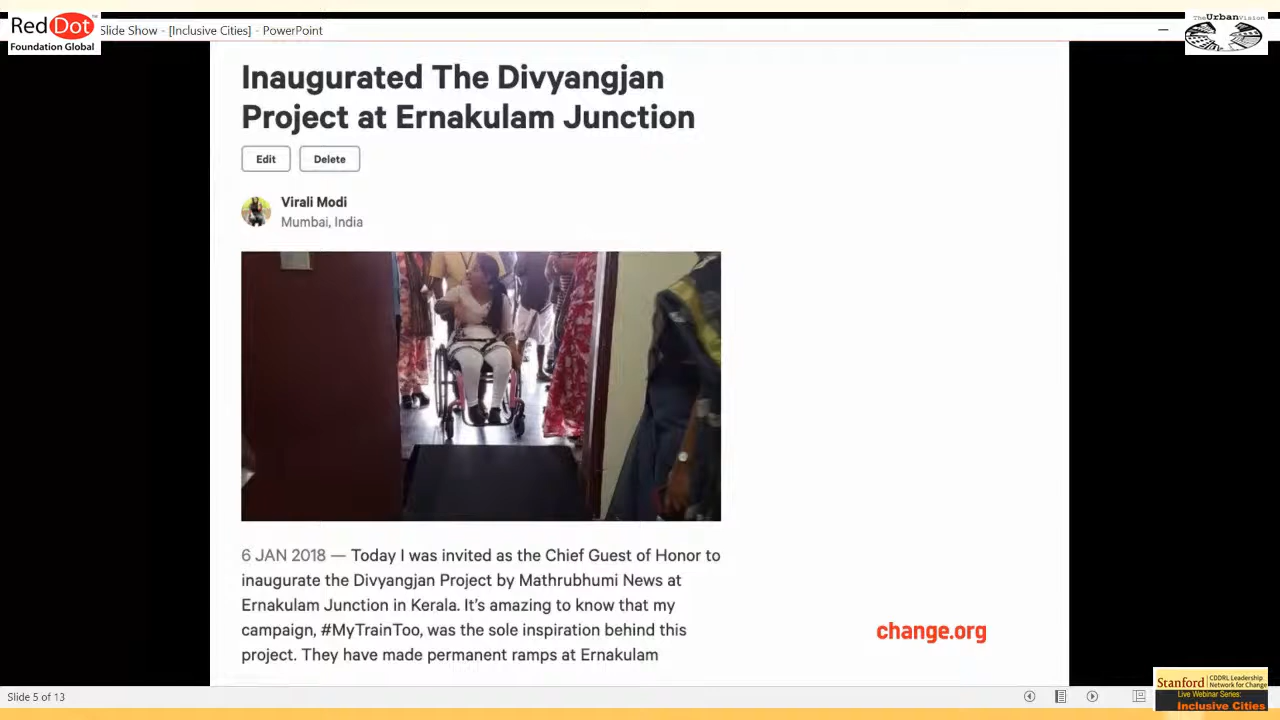 RedDot
Foundation Global
Slide Show - [Inclusive Cities] - PowerPoint
The Urban Vision
Inaugurated The Divyangjan
Project at Ernakulam Junction
Edit
Delete
Virali Modi
Mumbai, India
6 JAN 2018 — Today I was invited as the Chief Guest of Honor to
inaugurate the Divyangjan Project by Mathrubhumi News at
Ernakulam Junction in Kerala. It's amazing to know that my
campaign, #MyTrainToo, was the sole inspiration behind this
project. They have made permanent ramps at Ernakulam
change.org
Slide 5 of 13
Stanford
CDDRL Leadership
Network for Change
Live Webinar Series:
Inclusive Cities